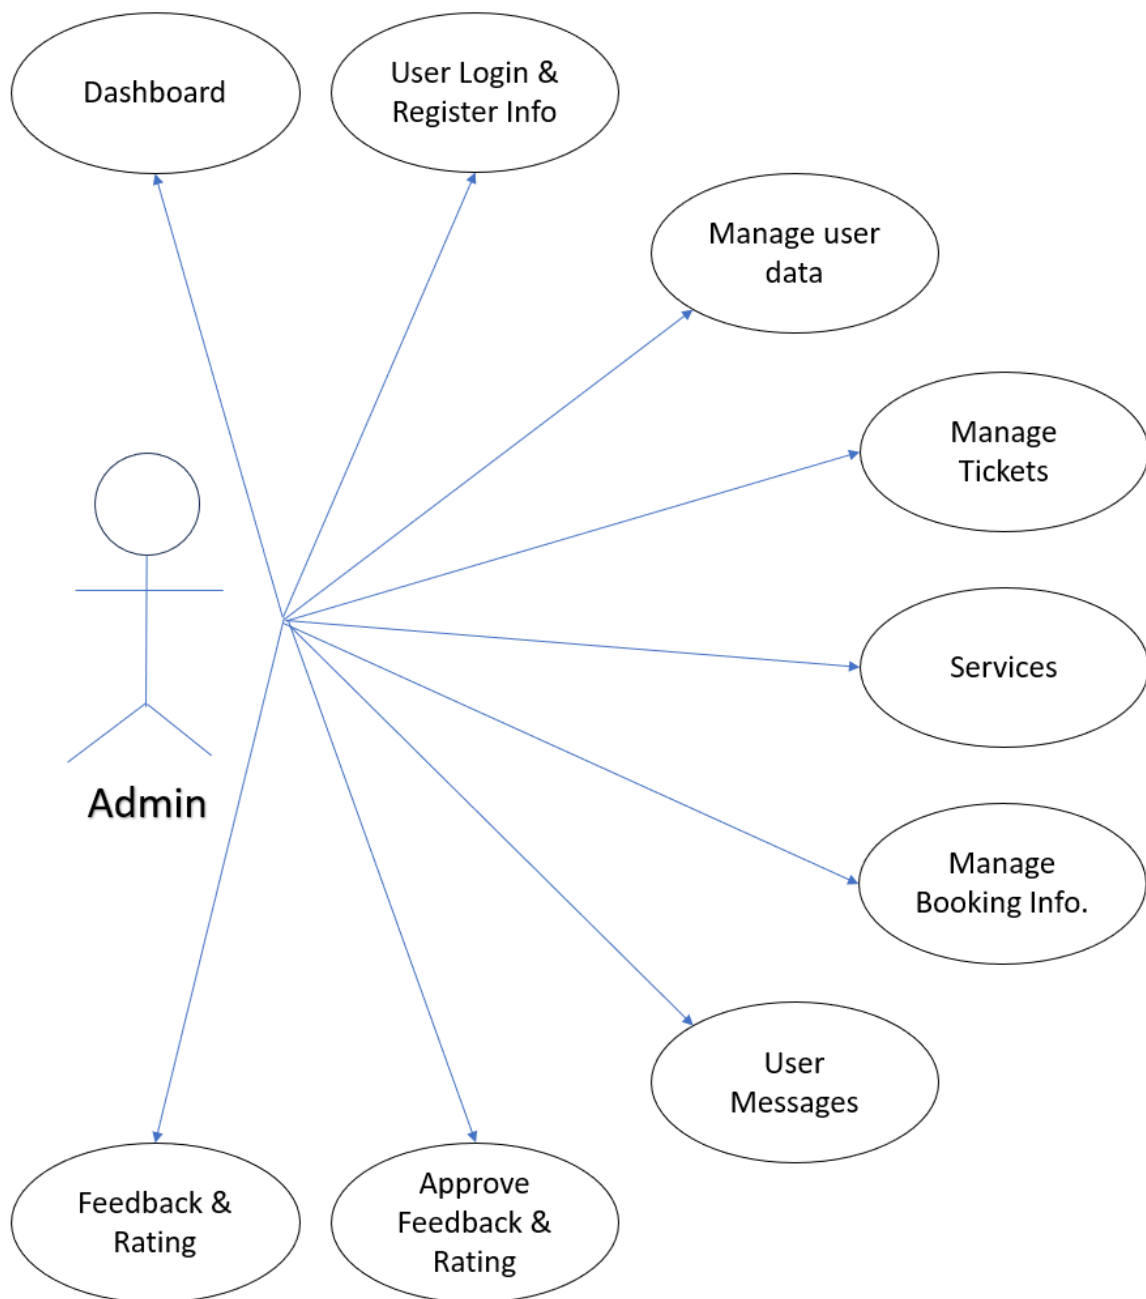 Dashboard
User Login &
Register Info
Manage user
data
Manage
Tickets
Services
Admin
Manage
Booking Info.
User
Messages
Feedback &
Rating
Approve
Feedback &
Rating